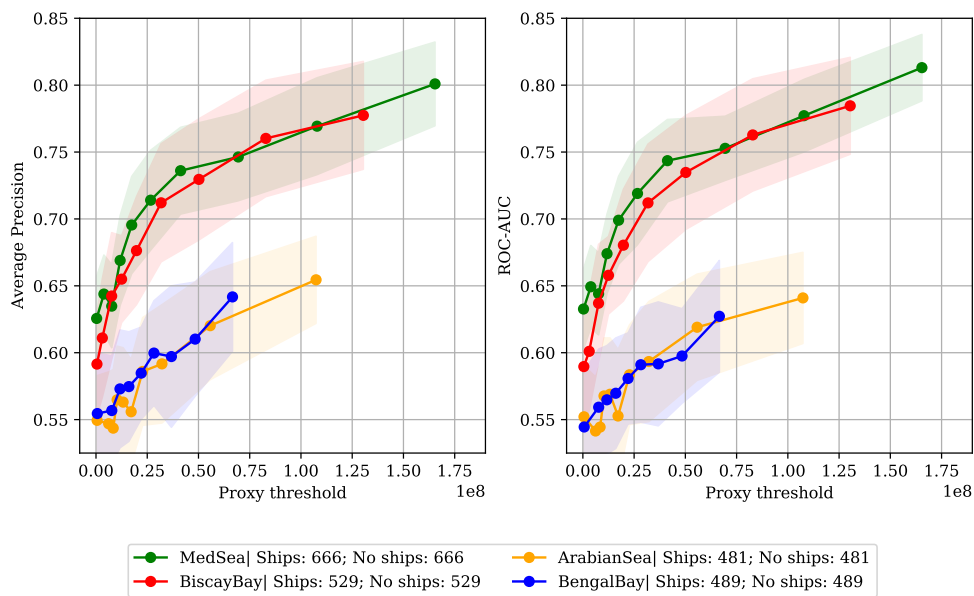 0.85
0.80
0.75
0.70
0.65
0.60
0.55
Average Precision
0.00 0.25 0.50 0.75 1.00 1.25 1.50 1.75
1e8
Proxy threshold
0.85
0.80
0.75
0.70
0.65
0.60
0.55
ROC-AUC
0.00 0.25 0.50 0.75 1.00 1.25 1.50 1.75
1e8
Proxy threshold
MedSea| Ships: 666; No ships: 666
BiscayBay| Ships: 529; No ships: 529
ArabianSea| Ships: 481; No ships: 481
BengalBay| Ships: 489; No ships: 489